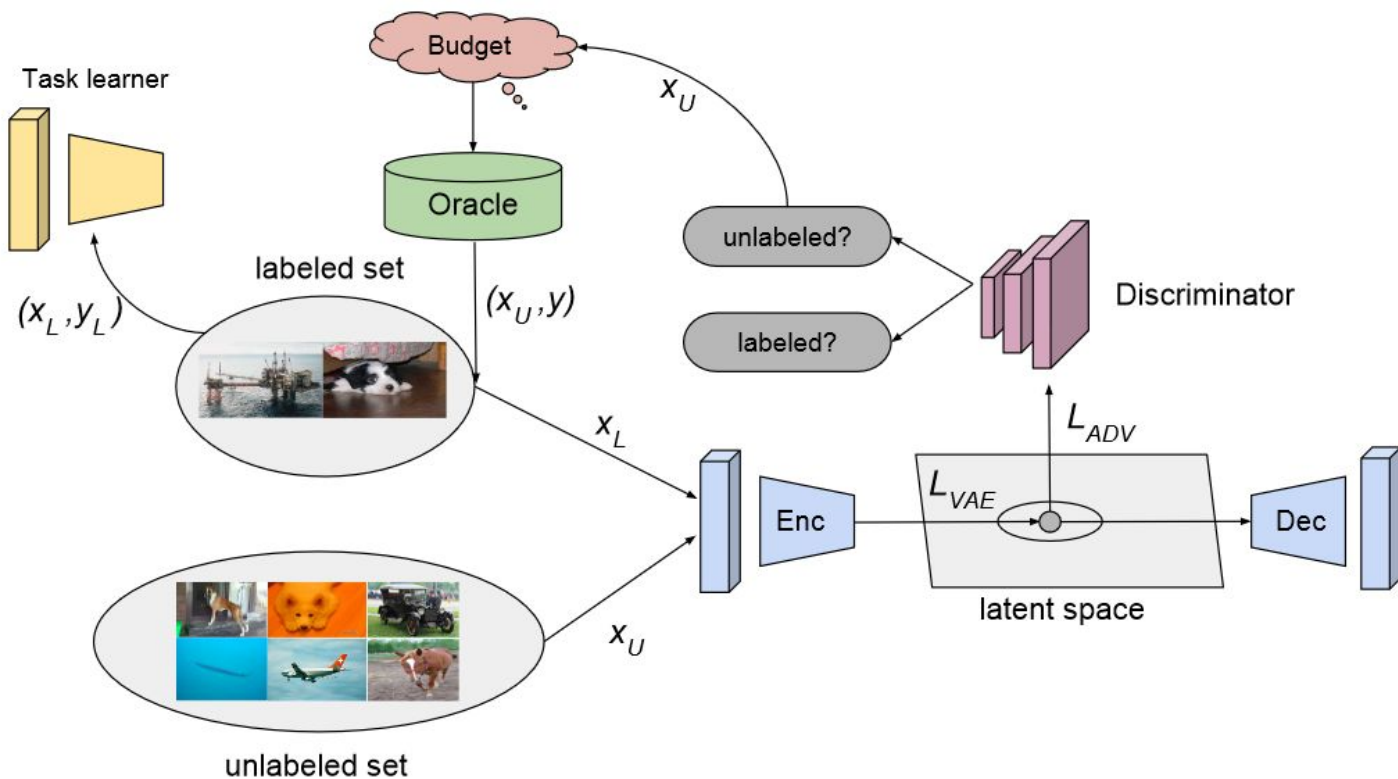 Budget
Task learner
x_U
Oracle
unlabeled?
labeled set
(x_L, y_L)
(x_U, y)
Discriminator
labeled?
x_L
L_ADV
L_VAE
Enc
Dec
latent space
x_U
unlabeled set